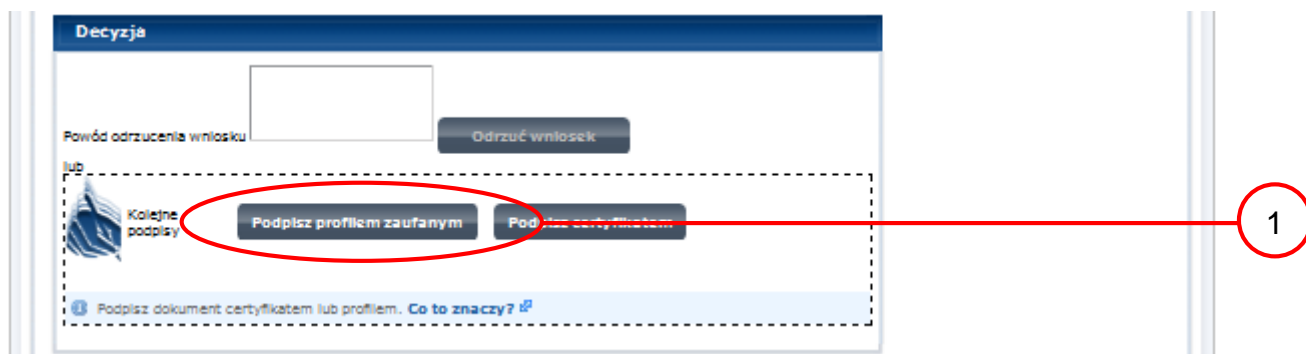 Decyzja
Powód odrzucenia wniosku
Odrzuć wniosek
lub
Kolejne
podpisy
Podpisz profilem zaufanym
Podpisz certyfikatem
1
Podpisz dokument certyfikatem lub profilem. Co to znaczy?